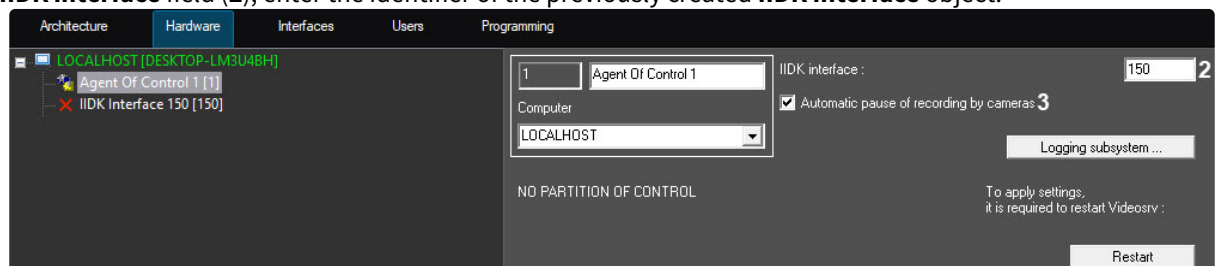 IIDK interface field (2), enter the identifier of the previously created IIDK interface object.
Architecture Hardware Interfaces Users Programming
LOCALHOST [DESKTOP-LM3U4BH]
Agent Of Control 1 [1]
IIDK Interface 150 [150]
1 Agent Of Control 1
Computer
LOCALHOST
NO PARTITION OF CONTROL
IIDK interface : 150 2
Automatic pause of recording by cameras 3
Logging subsystem ...
To apply settings,
it is required to restart Videosrv :
Restart